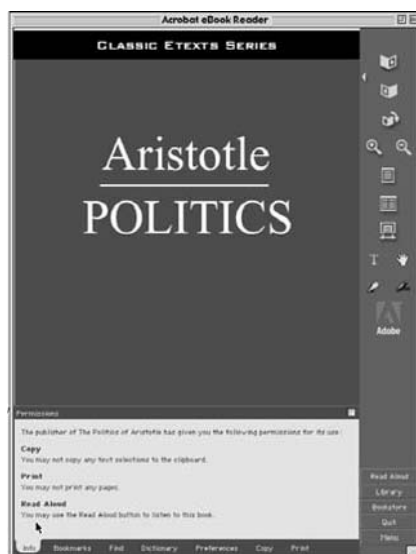 Acrobat eBook Reader
CLASSIC ETEXTS SERIES
Aristotle
POLITICS
T
Adobe
Permissions
The publisher of The Politics of Aristotle has given you the following permissions for its use:
Copy
You may not copy any text selections to the clipboard.
Print
You may not print any pages.
Read Aloud
You may use the Read Aloud button to listen to this book.
Read Aloud
Library
Bookstore
Quit
Menu
Info Bookmarks Find Dictionary Preferences Copy Print